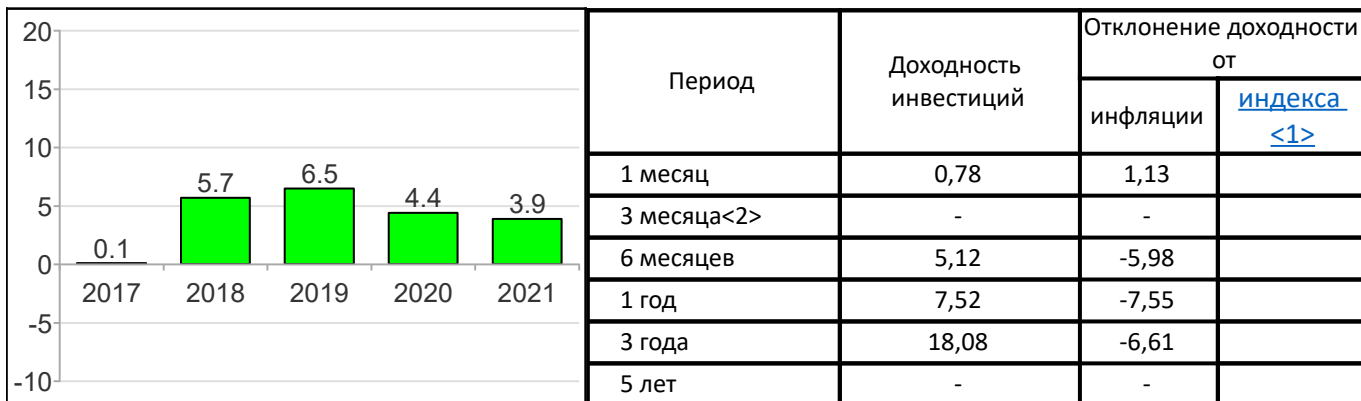 20
15
10
5
0
-5
-10
0.1
5.7
6.5
4.4
3.9
2017 2018 2019 2020 2021
Период
Доходность
инвестиций
Отклонение доходности
от
инфляции
индекса
<1>
1 месяц 0,78 1,13
3 месяца<2> - -
6 месяцев 5,12 -5,98
1 год 7,52 -7,55
3 года 18,08 -6,61
5 лет - -